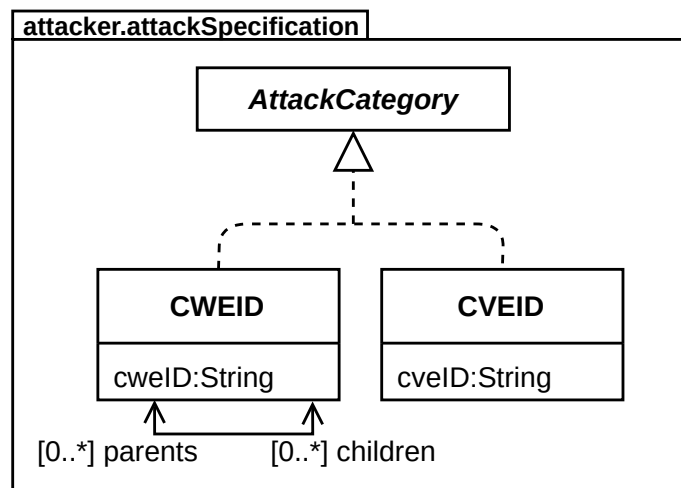 attacker.attackSpecification
AttackCategory
CWEID
CVEID
cweID:String
cveID:String
[0..*] parents
[0..*] children